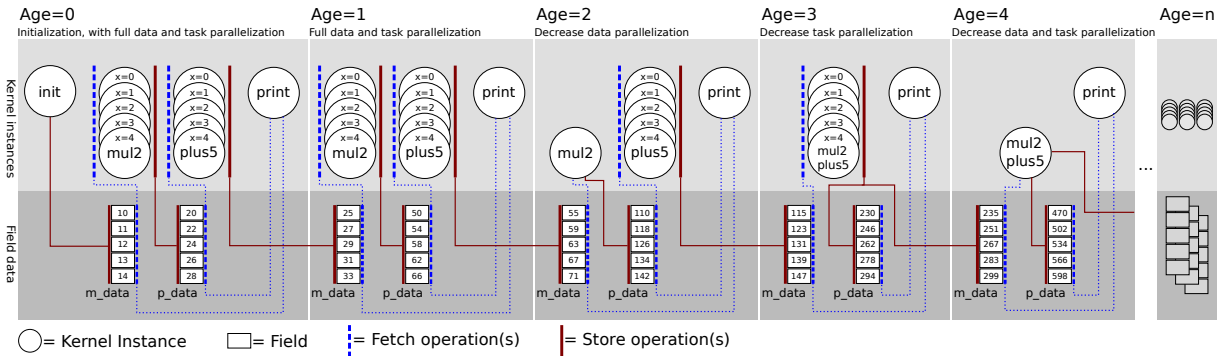 Age=0
Initialization, with full data and task parallelization
Age=1
Full data and task parallelization
Age=2
Decrease data parallelization
Age=3
Decrease task parallelization
Age=4
Decrease data and task parallelization
Age=n
Kernel instances
init
x=0
x=1
x=2
x=3
x=4
mul2
x=0
x=1
x=2
x=3
x=4
plus5
print
x=0
x=1
x=2
x=3
x=4
mul2
x=0
x=1
x=2
x=3
x=4
plus5
print
mul2
x=0
x=1
x=2
x=3
x=4
plus5
print
x=0
x=1
x=2
x=3
x=4
mul2
plus5
print
mul2
plus5
print
...
Field data
10
11
12
13
14
m_data
20
22
24
26
28
p_data
25
27
29
31
33
m_data
50
54
58
62
66
p_data
55
59
63
67
71
m_data
110
118
126
134
142
p_data
115
123
131
139
147
m_data
230
246
262
278
294
p_data
235
251
267
283
299
m_data
470
502
534
566
598
p_data
...
= Kernel Instance
= Field
= Fetch operation(s)
= Store operation(s)